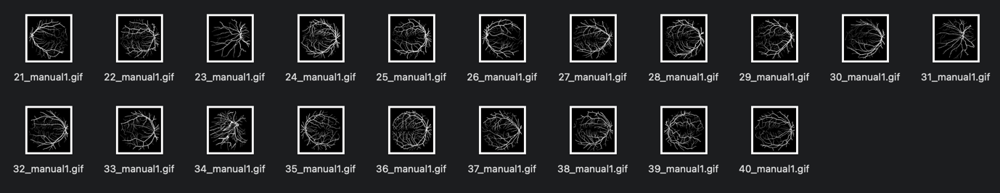 21_manual1.gif 22_manual1.gif 23_manual1.gif 24_manual1.gif 25_manual1.gif 26_manual1.gif 27_manual1.gif 28_manual1.gif 29_manual1.gif 30_manual1.gif 31_manual1.gif
32_manual1.gif 33_manual1.gif 34_manual1.gif 35_manual1.gif 36_manual1.gif 37_manual1.gif 38_manual1.gif 39_manual1.gif 40_manual1.gif